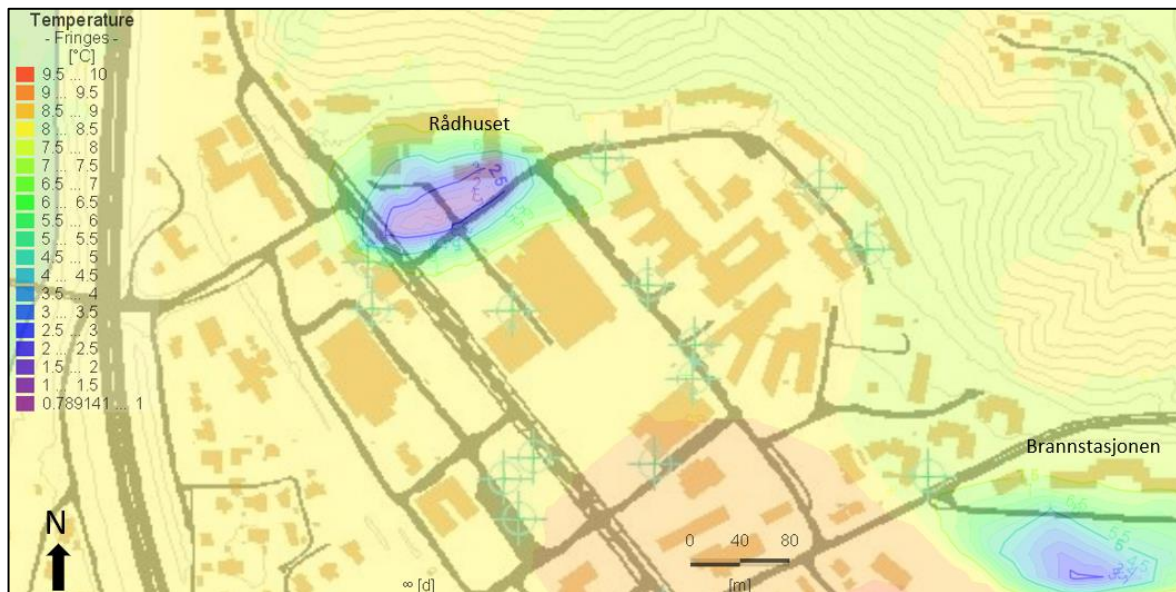 Temperature
- Fringes -
[°C]
9.5 ... 10
9 ... 9.5
8.5 ... 9
8 ... 8.5
7.5 ... 8
7 ... 7.5
6.5 ... 7
6 ... 6.5
5.5 ... 6
5 ... 5.5
4.5 ... 5
4 ... 4.5
3.5 ... 4
3 ... 3.5
2.5 ... 3
2 ... 2.5
1.5 ... 2
1 ... 1.5
0.789141 ... 1
Rådhuset
Brannstasjonen
N
0 40 80
∞ [d]
[m]